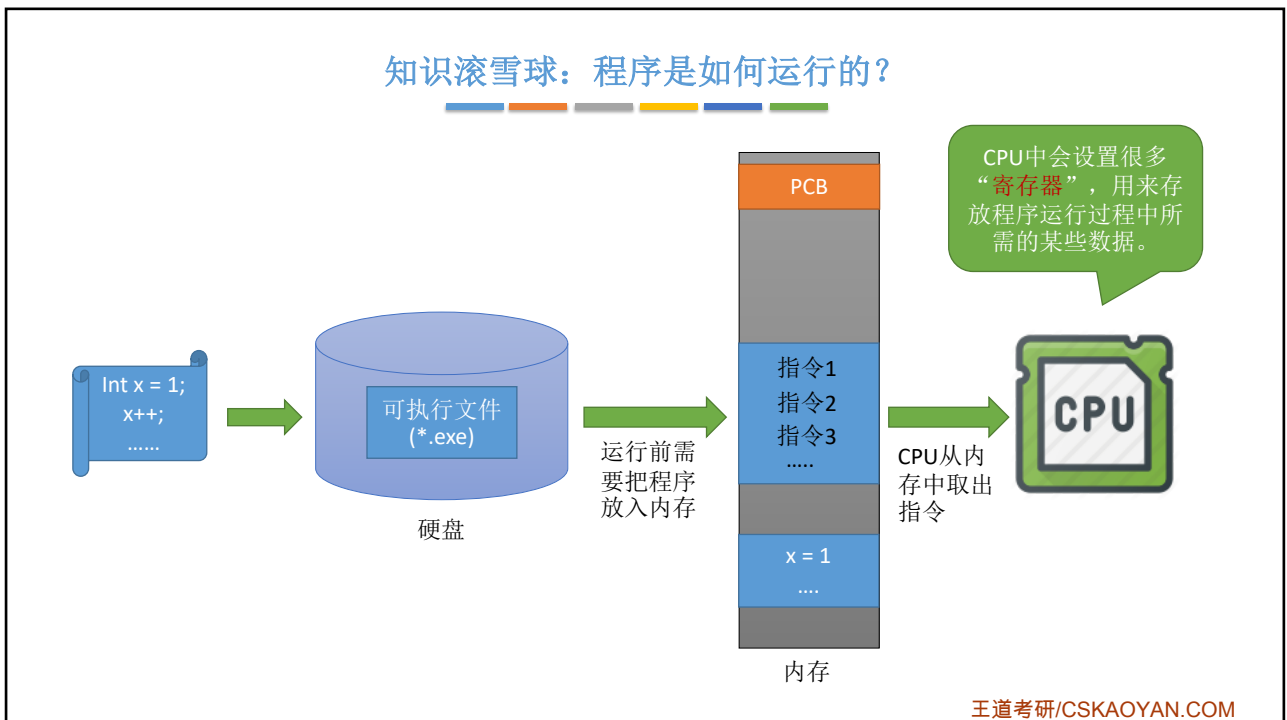 知识滚雪球：程序是如何运行的？
CPU中会设置很多
“寄存器”，用来存
放程序运行过程中所
需的某些数据。
PCB
Int x = 1;
x++;
……
可执行文件
(*.exe)
硬盘
运行前需
要把程序
放入内存
指令1
指令2
指令3
…..
x = 1
….
内存
CPU从内
存中取出
指令
CPU
王道考研/CSKAOYAN.COM